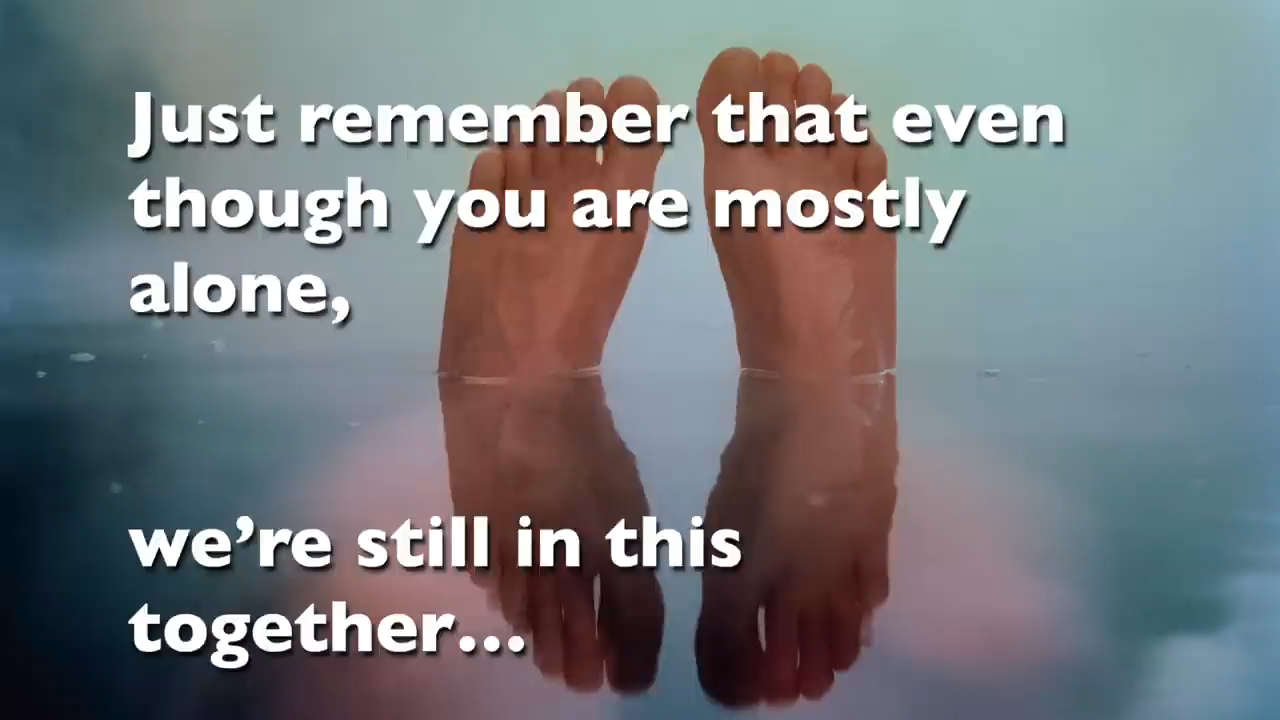 Just remember that even
though you are mostly
alone,
we’re still in this
together...